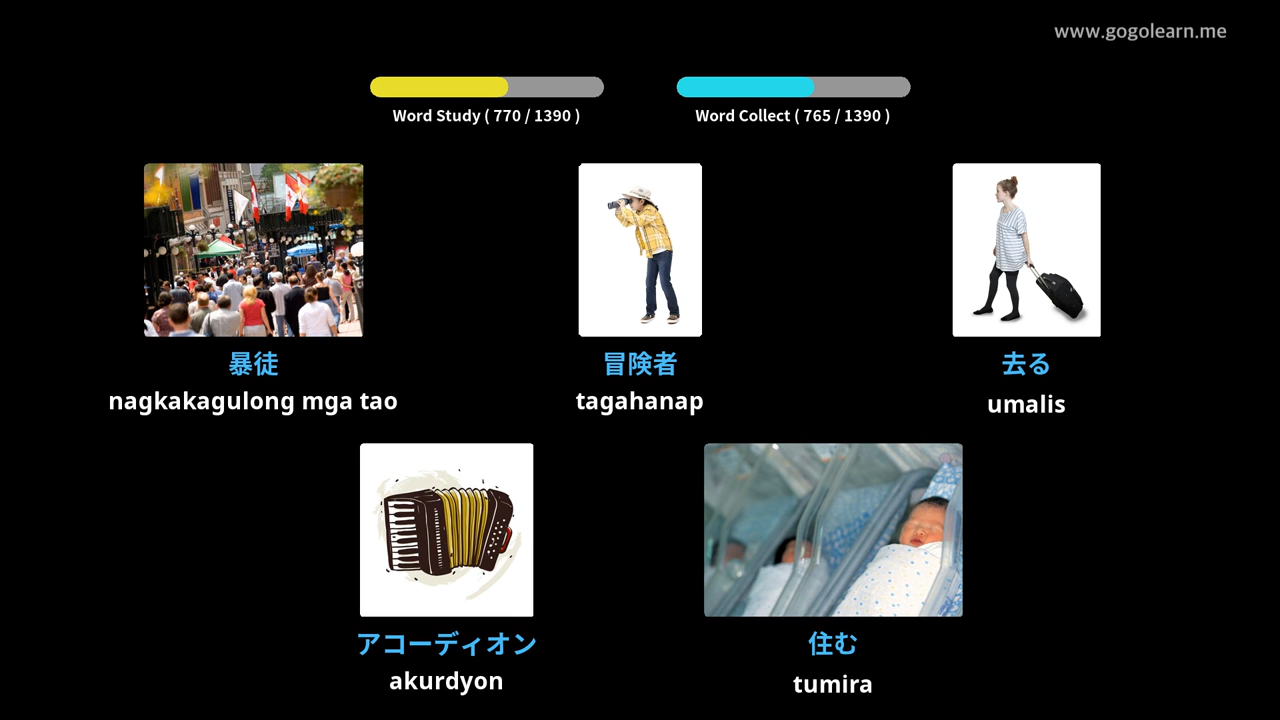 www.gogolearn.me
Word Study ( 770 / 1390 )
Word Collect ( 765 / 1390 )
暴徒
nagkakagulong mga tao
冒険者
tagahanap
去る
umalis
アコーディオン
akurdyon
住む
tumira